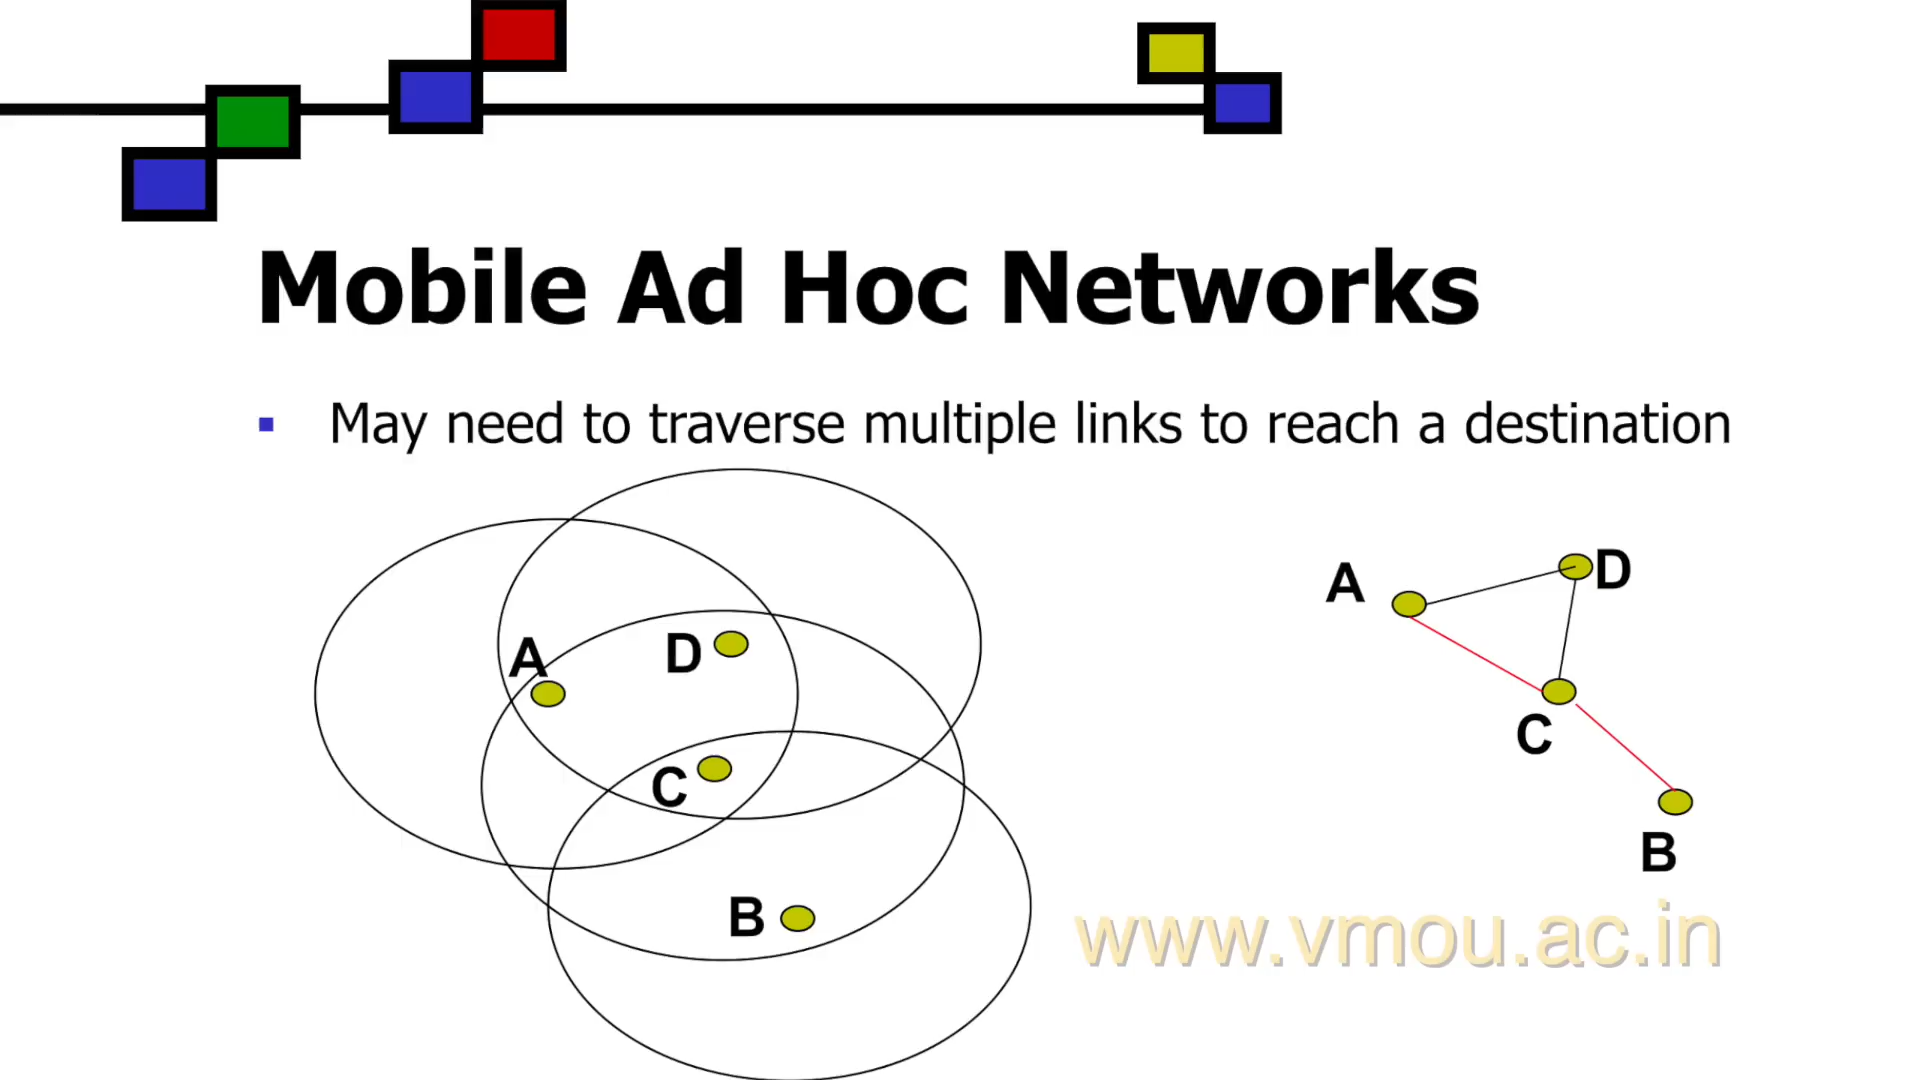 Mobile Ad Hoc Networks
May need to traverse multiple links to reach a destination
A
D
C
B
A
D
C
B
www.vmou.ac.in